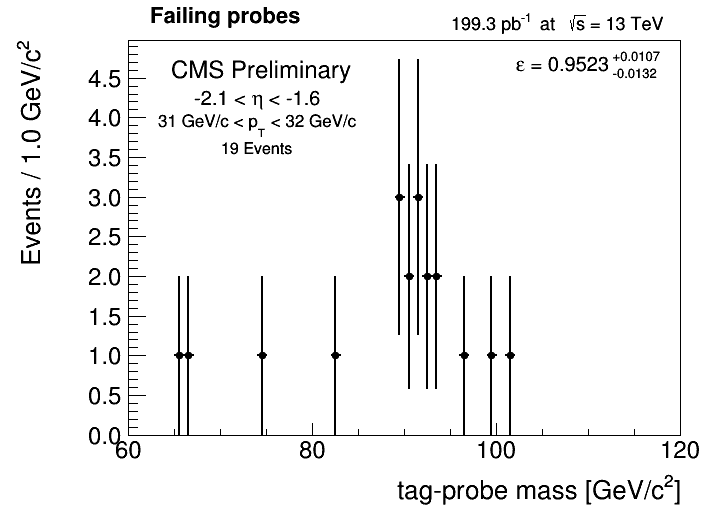 Failing probes
199.3 pb⁻¹ at √s = 13 TeV
CMS Preliminary
-2.1 < η < -1.6
31 GeV/c < p_T < 32 GeV/c
19 Events
ε = 0.9523 +0.0107 -0.0132
Events / 1.0 GeV/c²
4.5
4.0
3.5
3.0
2.5
2.0
1.5
1.0
0.5
0.0
60 80 100 120
tag-probe mass [GeV/c²]